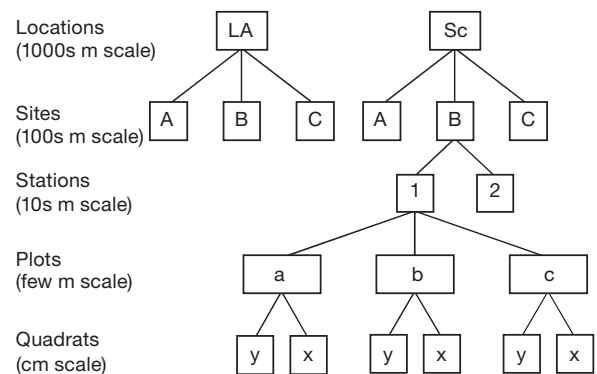 Locations
(1000s m scale)
LA
Sc
Sites
(100s m scale)
A
B
C
A
B
C
Stations
(10s m scale)
1
2
Plots
(few m scale)
a
b
c
Quadrats
(cm scale)
y
x
y
x
y
x